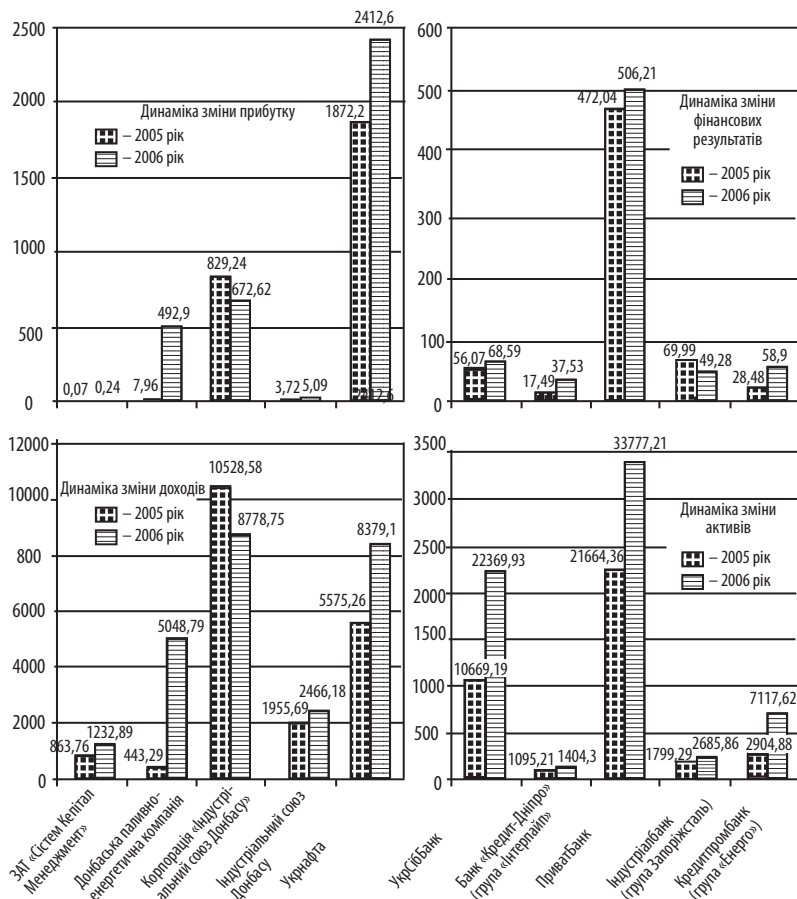 2500
2000
1500
1000
500
0
Динаміка зміни прибутку
– 2005 рік
– 2006 рік
0,07
0,24
7,96
492,9
829,24
672,62
3,72
5,09
1872,2
2412,6
2412,6
600
500
400
300
200
100
0
Динаміка зміни
фінансових
результатів
– 2005 рік
– 2006 рік
56,07
68,59
17,49
37,53
472,04
506,21
69,99
49,28
28,48
58,9
12000
10000
800
6000
4000
2000
0
Динаміка зміни доходів
– 2005 рік
– 2006 рік
863,76
1232,89
443,29
5048,79
10528,58
8778,75
1955,69
2466,18
5575,26
8379,1
3500
3000
2500
2000
1500
1000
500
0
Динаміка зміни
активів
– 2005 рік
– 2006 рік
10669,19
22369,93
1095,21
1404,3
21664,36
33777,21
1799,29
2685,86
2904,88
7117,62
ЗАТ «Сістем Кепітал
Менеджмент»
Донбаська паливно-
енергетична компанія
Корпорація «Індустрі-
альний союз Донбасу»
Індустріальний союз
Донбасу
Укрнафта
УкрСібБанк
Банк «Кредит-Дніпро»
(група «Інтерпайп»
ПриватБанк
Індустріалбанк
(група Запоріжсталь)
Кредитпромбанк
(група «Енерго»)